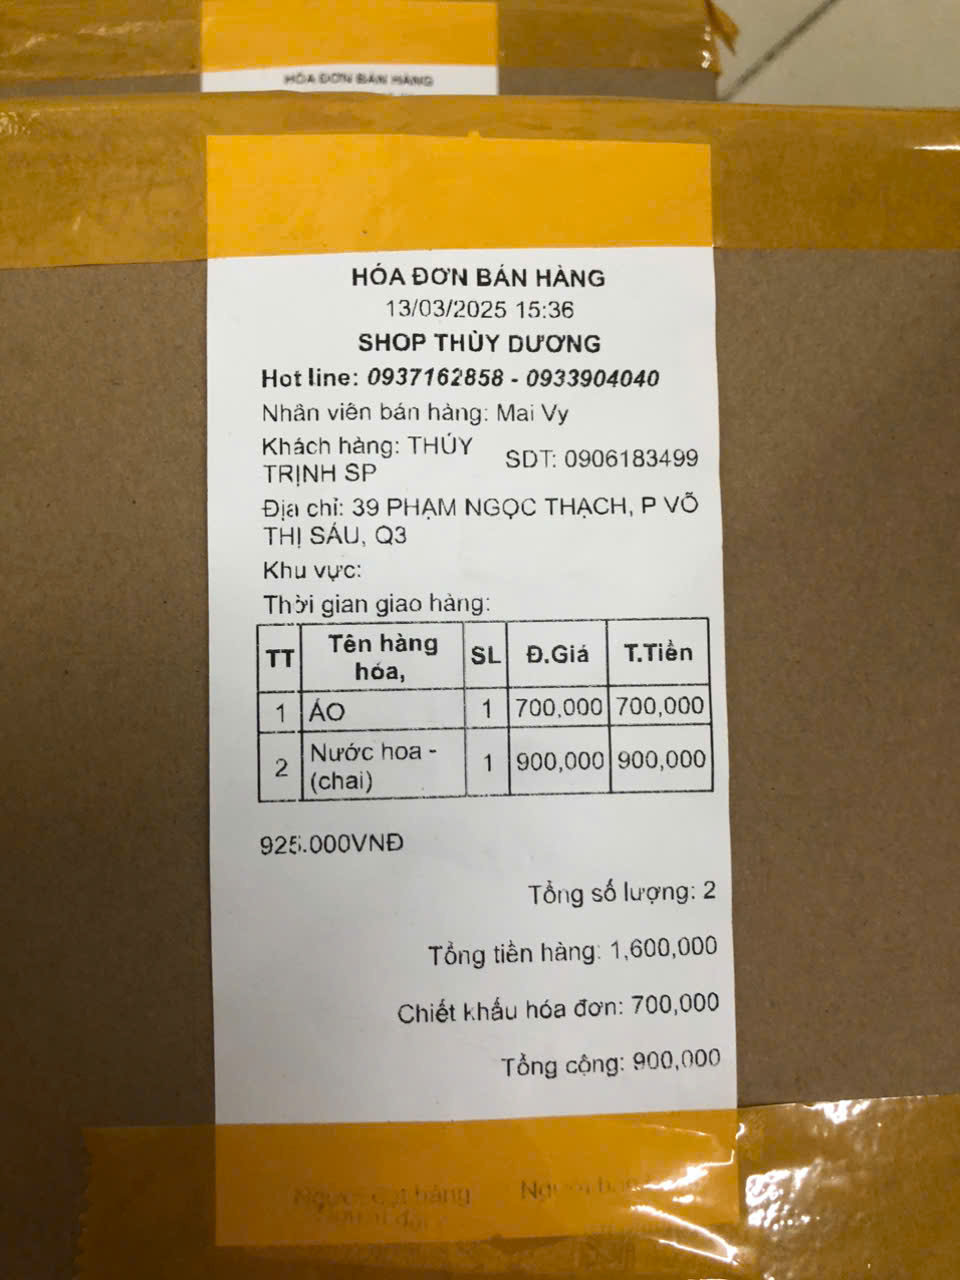 HÓA ĐƠN BÁN HÀNG
HÓA ĐƠN BÁN HÀNG
13/03/2025 15:36
SHOP THÙY DƯƠNG
Hot line: 0937162858 - 0933904040
Nhân viên bán hàng: Mai Vy
Khách hàng: THÚY TRỊNH SP SDT: 0906183499
Địa chỉ: 39 PHẠM NGỌC THẠCH, P VÕ
THỊ SÁU, Q3
Khu vực:
Thời gian giao hàng:
TT Tên hàng hóa, SL Đ.Giá T.Tiền
1 ÁO 1 700,000 700,000
2 Nước hoa - (chai) 1 900,000 900,000
925.000VNĐ
Tổng số lượng: 2
Tổng tiền hàng: 1,600,000
Chiết khấu hóa đơn: 700,000
Tổng cộng: 900,000
Người đặt hàng